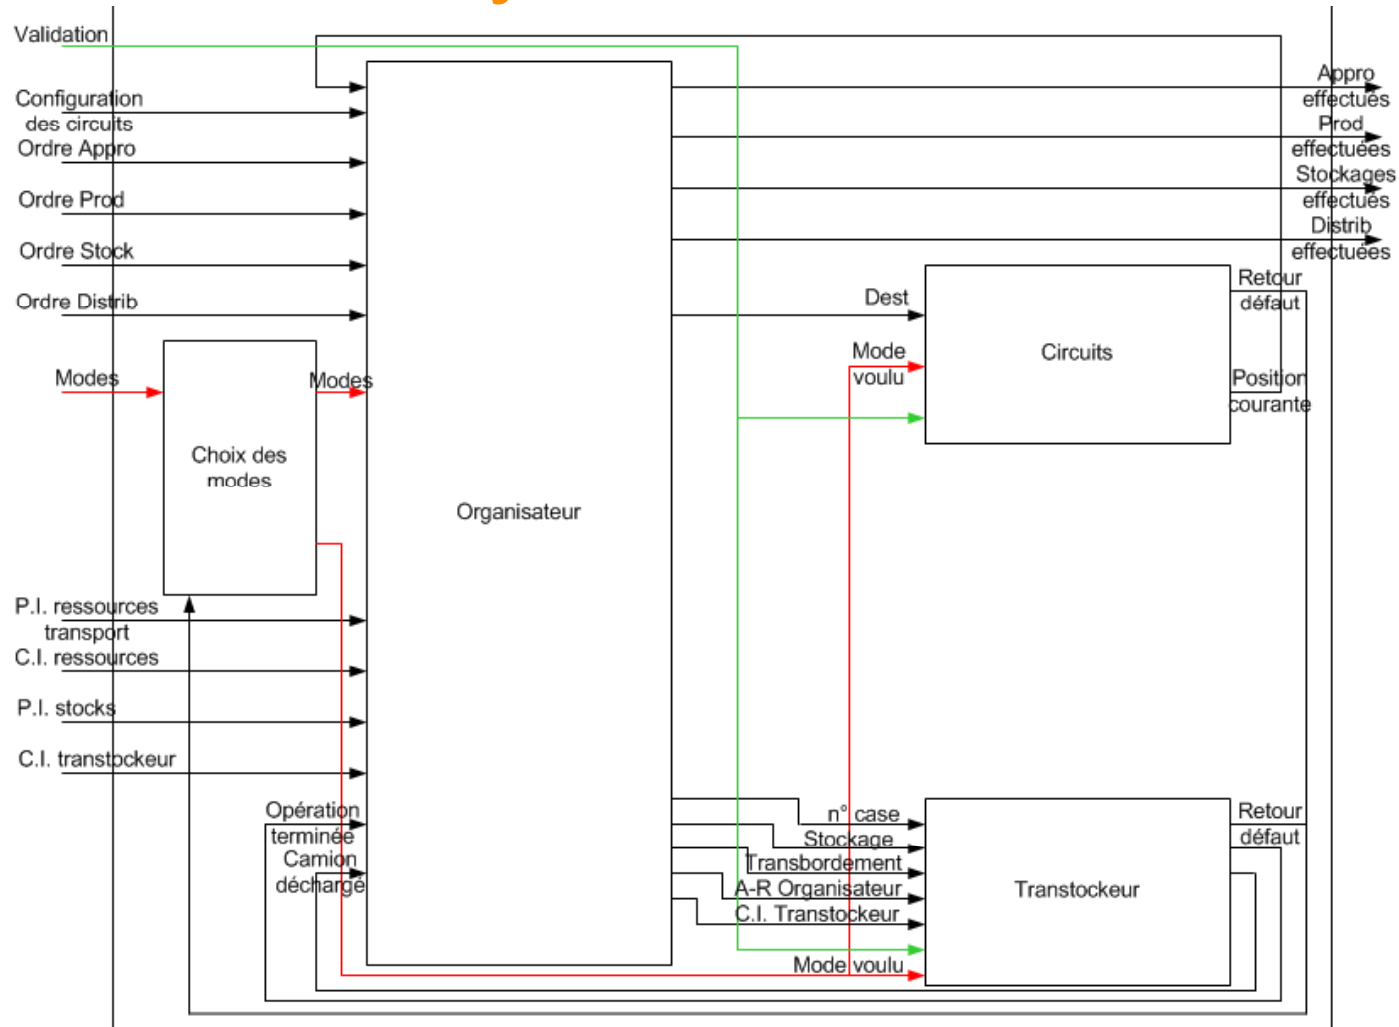 Validation
Configuration
des circuits
Ordre Appro
Ordre Prod
Ordre Stock
Ordre Distrib
Modes
Modes
Choix des
modes
P.I. ressources
transport
C.I. ressources
P.I. stocks
C.I. transtockeur
Opération
terminée
Camion
déchargé
Organisateur
Appro
effectués
Prod
effectuées
Stockages
effectués
Distrib
effectuées
Dest
Mode
voulu
Circuits
Retour
défaut
Position
courante
n° case
Stockage
Transbordement
A-R Organisateur
C.I. Transtockeur
Mode voulu
Transtockeur
Retour
défaut